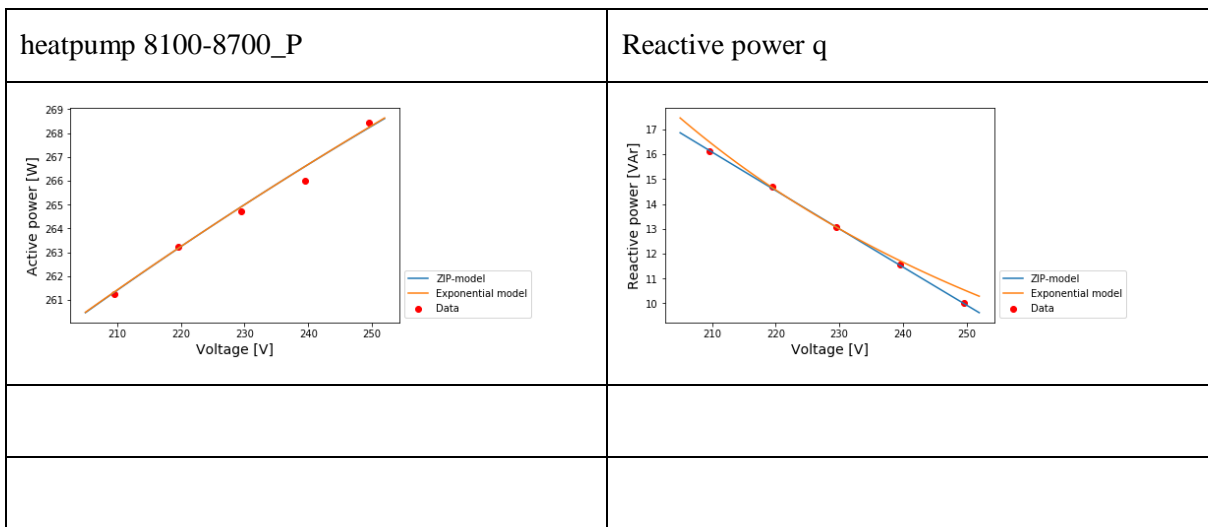 heatpump 8100-8700_P
Reactive power q
269
268
267
266
265
264
263
262
261
Active power [W]
210 220 230 240 250
Voltage [V]
ZIP-model
Exponential model
Data
17
16
15
14
13
12
11
10
Reactive power [VAr]
210 220 230 240 250
Voltage [V]
ZIP-model
Exponential model
Data